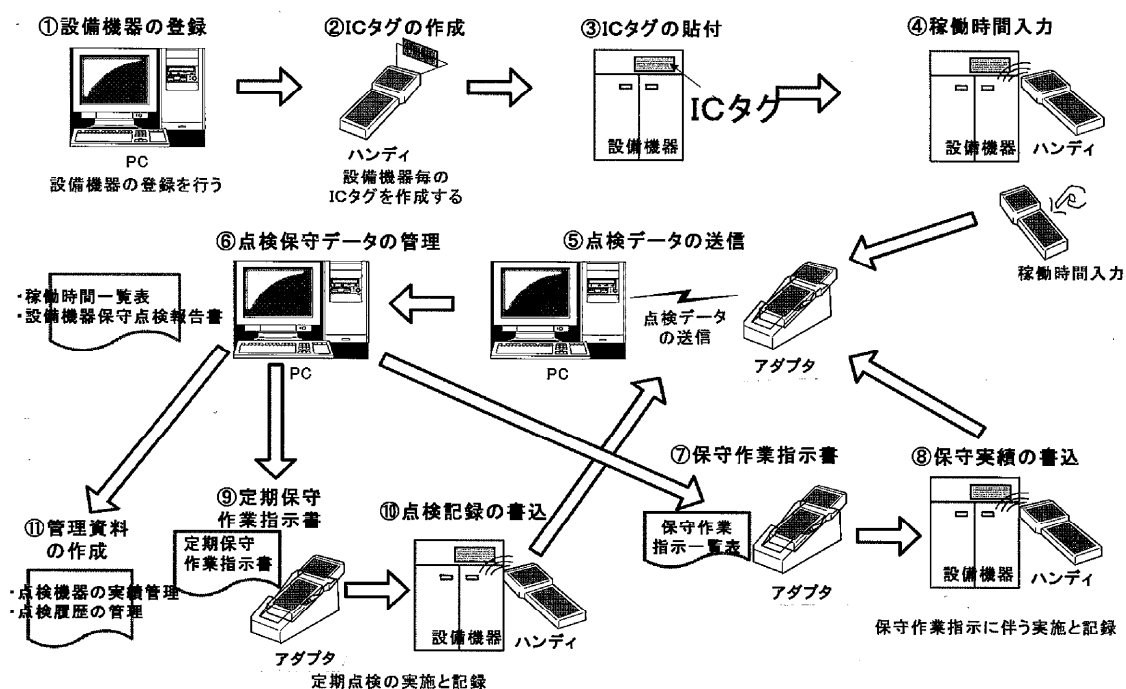 ①設備機器の登録
PC
設備機器の登録を行う
②ICタグの作成
ハンディ
設備機器毎の
ICタグを作成する
③ICタグの貼付
ICタグ
設備機器
④稼働時間入力
設備機器
ハンディ
稼働時間入力
⑤点検データの送信
点検データ
の送信
PC
アダプタ
⑥点検保守データの管理
・稼働時間一覧表
・設備機器保守点検報告書
PC
⑦保守作業指示書
保守作業
指示一覧表
アダプタ
⑧保守実績の書込
設備機器
ハンディ
保守作業指示に伴う実施と記録
⑨定期保守
作業指示書
定期保守
作業指示書
アダプタ
⑩点検記録の書込
設備機器
ハンディ
定期点検の実施と記録
⑪管理資料
の作成
・点検機器の実績管理
・点検履歴の管理